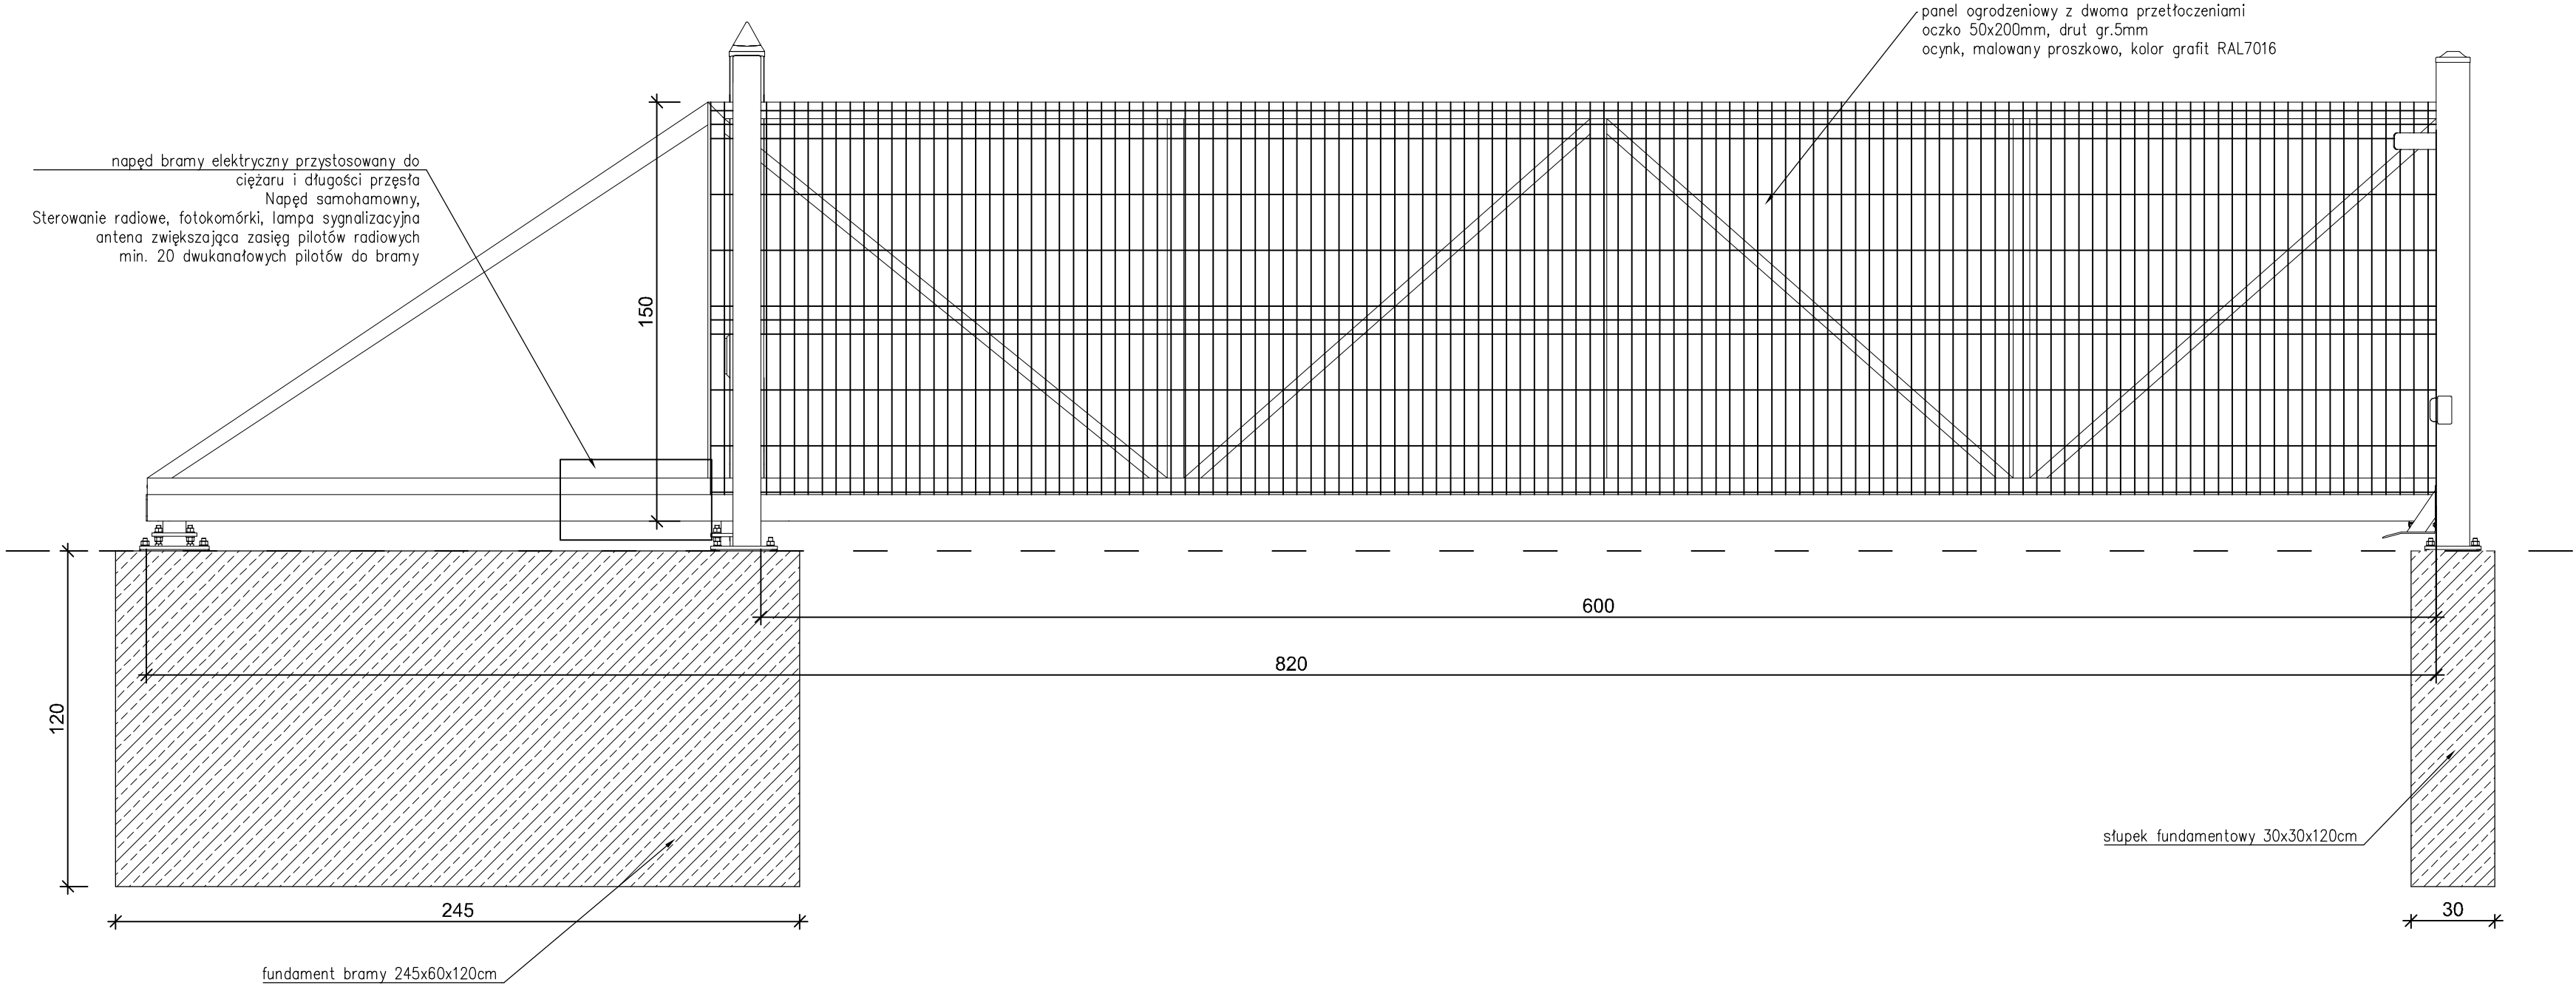 panel ogrodzeniowy z dwoma przetłoczeniami
oczko 50x200mm, drut gr.5mm
ocynk, malowany proszkowo, kolor grafit RAL7016
napęd bramy elektryczny przystosowany do
ciężaru i długości przęsła
Napęd samohamowny,
Sterowanie radiowe, fotokomórki, lampa sygnalizacyjna
antena zwiększająca zasięg pilotów radiowych
min. 20 dwukanałowych pilotów do bramy
150
600
820
120
słupek fundamentowy 30x30x120cm
245
30
fundament bramy 245x60x120cm